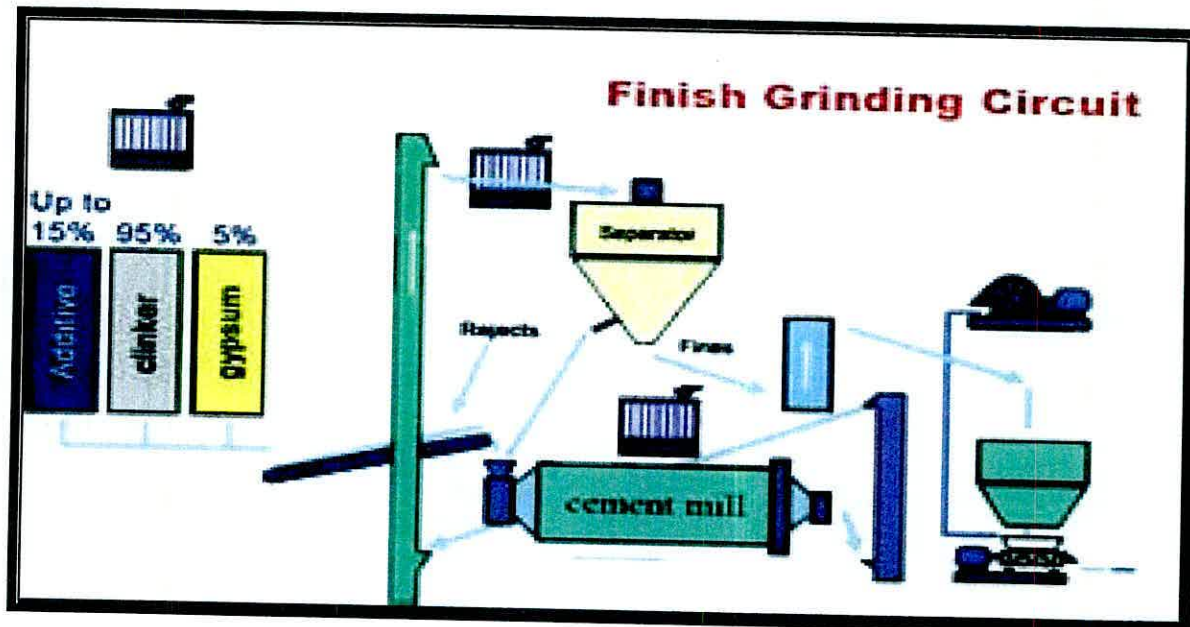 Finish Grinding Circuit
Up to
15% 95% 5%
Additive
clinker
gypsum
Separator
Rejects
Fines
cement mill